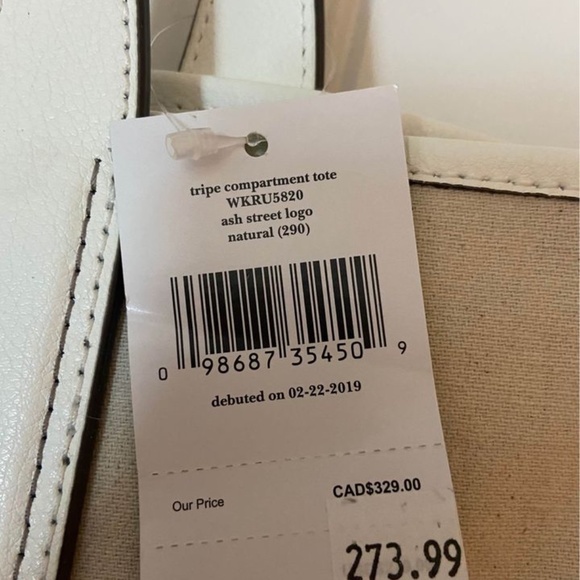 tripe compartment tote
WKRU5820
ash street logo
natural (290)
0 98687 35450 9
debuted on 02-22-2019
Our Price CAD$329.00
273.99